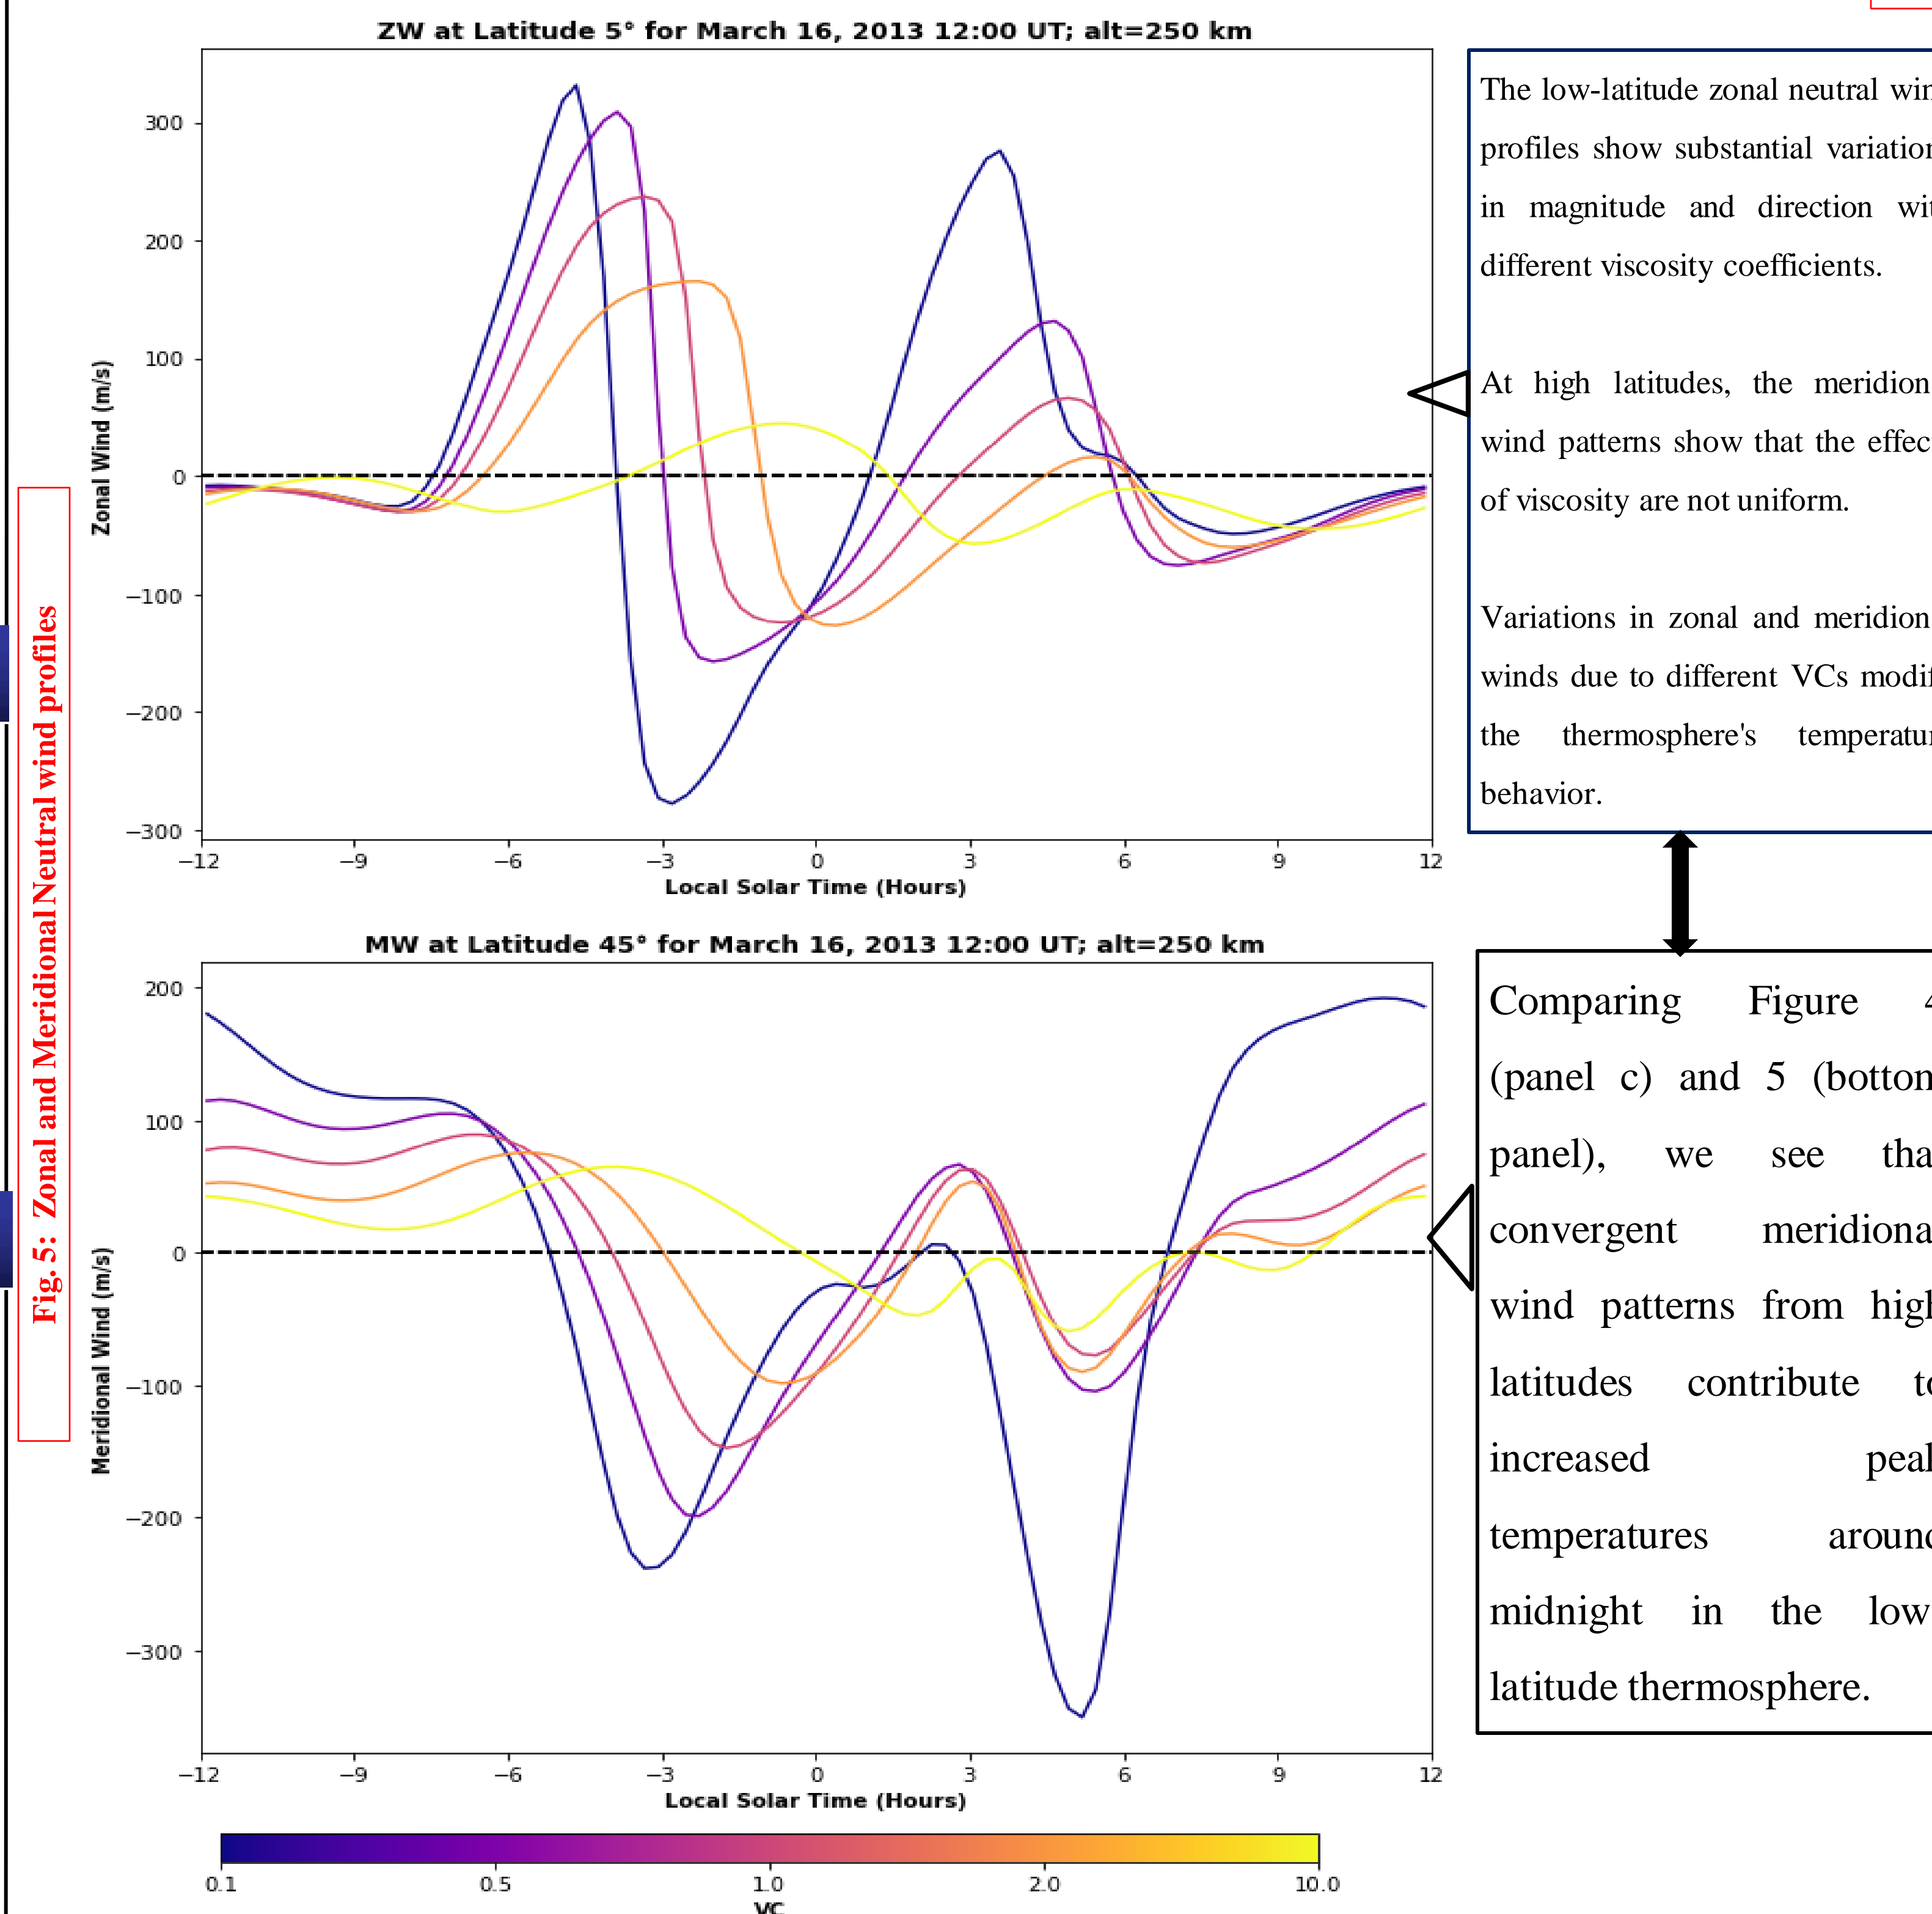 Fig. 5: Zonal and Meridional Neutral wind profiles
ZW at Latitude 5° for March 16, 2013 12:00 UT; alt=250 km
Zonal Wind (m/s)
300
200
100
0
−100
−200
−300
−12 −9 −6 −3 0 3 6 9 12
Local Solar Time (Hours)
MW at Latitude 45° for March 16, 2013 12:00 UT; alt=250 km
Meridional Wind (m/s)
200
100
0
−100
−200
−300
−12 −9 −6 −3 0 3 6 9 12
Local Solar Time (Hours)
0.1 0.5 1.0 2.0 10.0
VC
The low-latitude zonal neutral win
profiles show substantial variation
in magnitude and direction wit
different viscosity coefficients.
At high latitudes, the meridion
wind patterns show that the effec
of viscosity are not uniform.
Variations in zonal and meridion
winds due to different VCs modif
the thermosphere's temperatu
behavior.
Comparing Figure 4
(panel c) and 5 (bottom
panel), we see tha
convergent meridiona
wind patterns from high
latitudes contribute to
increased peak
temperatures around
midnight in the low-
latitude thermosphere.